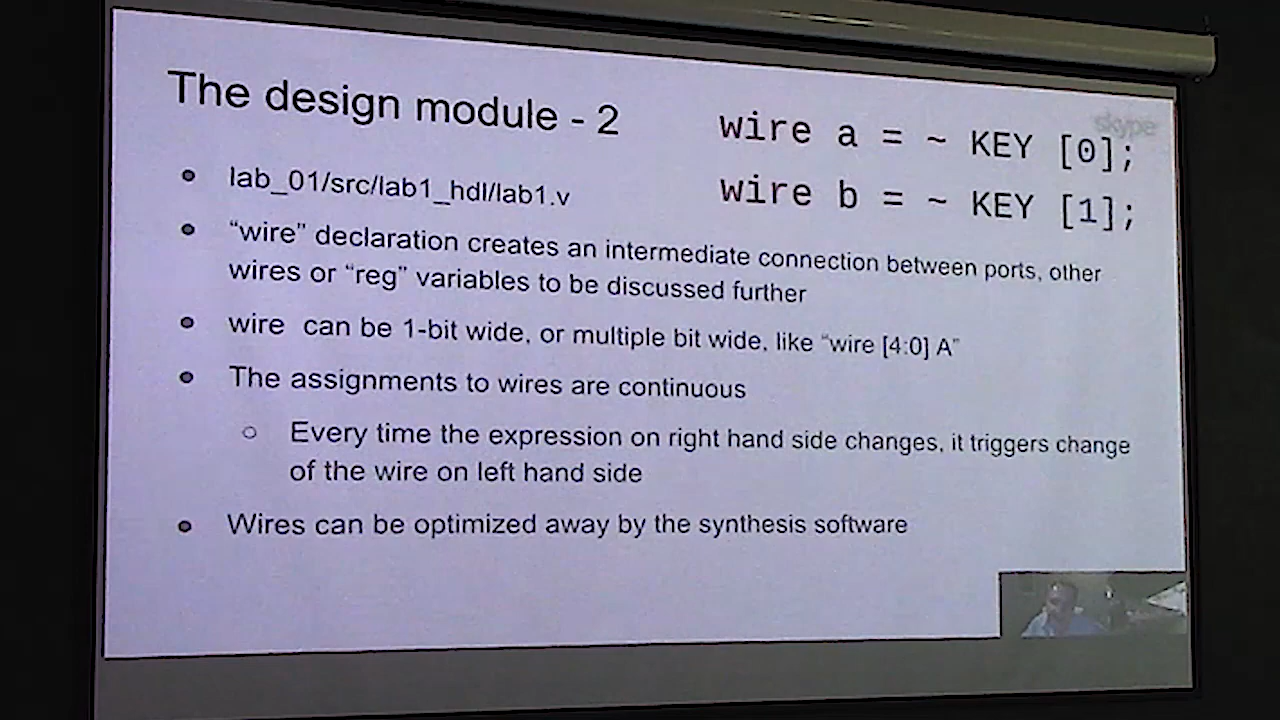 The design module - 2
skype
wire a = ~ KEY [0];
wire b = ~ KEY [1];
lab_01/src/lab1_hdl/lab1.v
“wire” declaration creates an intermediate connection between ports, other
wires or “reg” variables to be discussed further
wire can be 1-bit wide, or multiple bit wide, like “wire [4:0] A”
The assignments to wires are continuous
Every time the expression on right hand side changes, it triggers change
of the wire on left hand side
Wires can be optimized away by the synthesis software